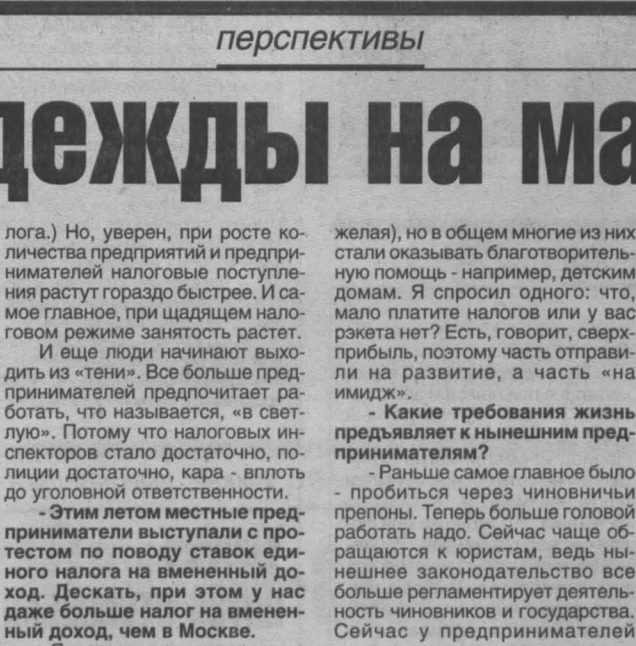 перспективы
дежды на ма
лога.) Но, уверен, при росте ко-
личества предприятий и предпри-
нимателей налоговые поступле-
ния растут гораздо быстрее. И са-
мое главное, при щадящем нало-
говом режиме занятость растет.
И еще люди начинают выхо-
дить из «тени». Все больше пред-
принимателей предпочитает ра-
ботать, что называется, «в свет-
лую». Потому что налоговых ин-
спекторов стало достаточно, по-
лиции достаточно, кара - вплоть
до уголовной ответственности.
- Этим летом местные пред-
приниматели выступали с про-
тестом по поводу ставок еди-
ного налога на вмененный до-
ход. Дескать, при этом у нас
даже больше налог на вменен-
ный доход, чем в Москве.
желая), но в общем многие из них
стали оказывать благотворитель-
ную помощь - например, детским
домам. Я спросил одного: что,
мало платите налогов или у вас
рэкета нет? Есть, говорит, сверх-
прибыль, поэтому часть отправи-
ли на развитие, а часть «на
имидж».
- Какие требования жизнь
предъявляет к нынешним пред-
принимателям?
- Раньше самое главное было
- пробиться через чиновничьи
препоны. Теперь больше головой
работать надо. Сейчас чаще об-
ращаются к юристам, ведь ны-
нешнее законодательство все
больше регламентирует деятель-
ность чиновников и государства.
Сейчас у предпринимателей